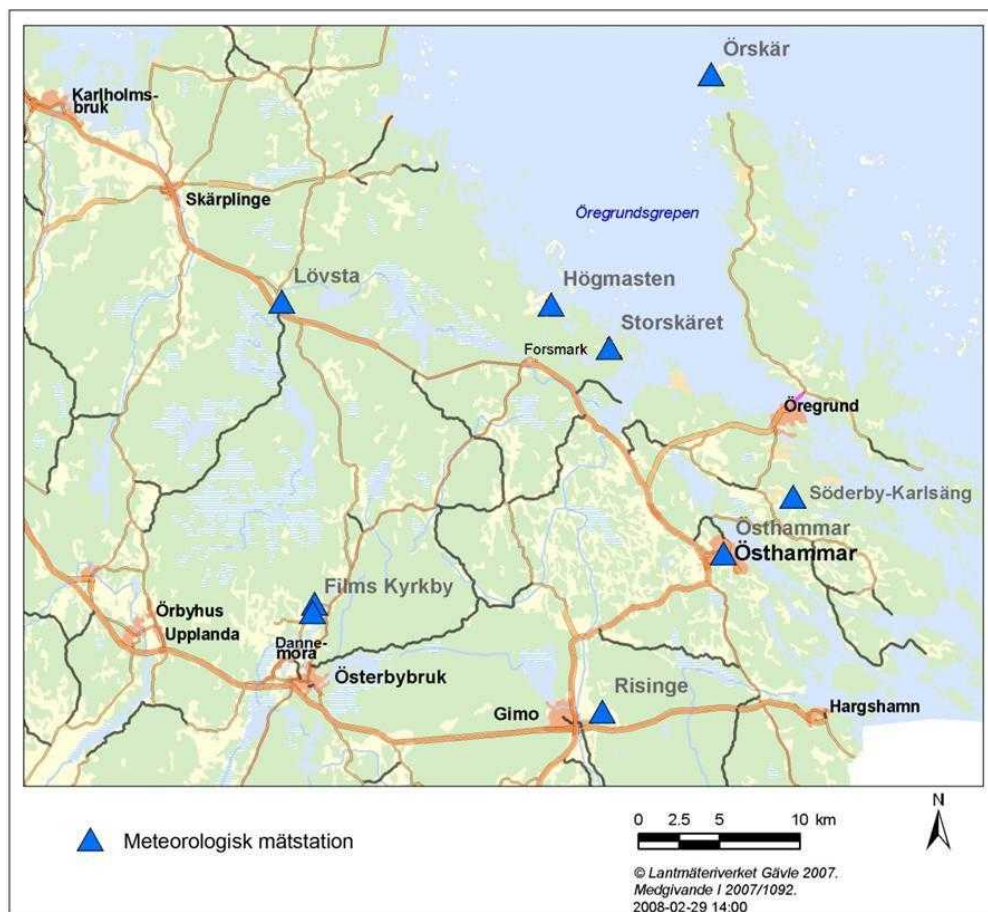 Örskär
Karlholms-
bruk
Skärplinge
Öregrundsgrepen
Lövsta
Högmasten
Storskäret
Forsmark
Öregrund
Söderby-Karlsäng
Östhammar
Östhammar
Films Kyrkby
Örbyhus
Upplanda
Danne-
mora
Österbybruk
Risinge
Gimo
Hargshamn
N
Meteorologisk mätstation
0 2.5 5 10 km
© Lantmäteriverket Gävle 2007.
Medgivande I 2007/1092.
2008-02-29 14:00